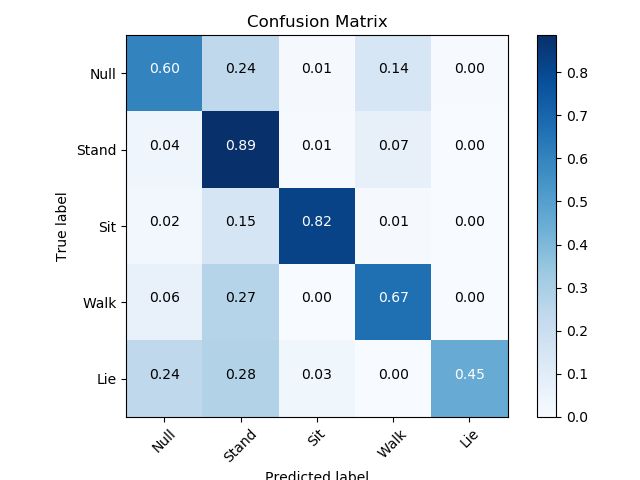 Confusion Matrix
Null 0.60 0.24 0.01 0.14 0.00
Stand 0.04 0.89 0.01 0.07 0.00
Sit 0.02 0.15 0.82 0.01 0.00
Walk 0.06 0.27 0.00 0.67 0.00
Lie 0.24 0.28 0.03 0.00 0.45
Null Stand Sit Walk Lie
True label
Predicted label
0.8
0.7
0.6
0.5
0.4
0.3
0.2
0.1
0.0